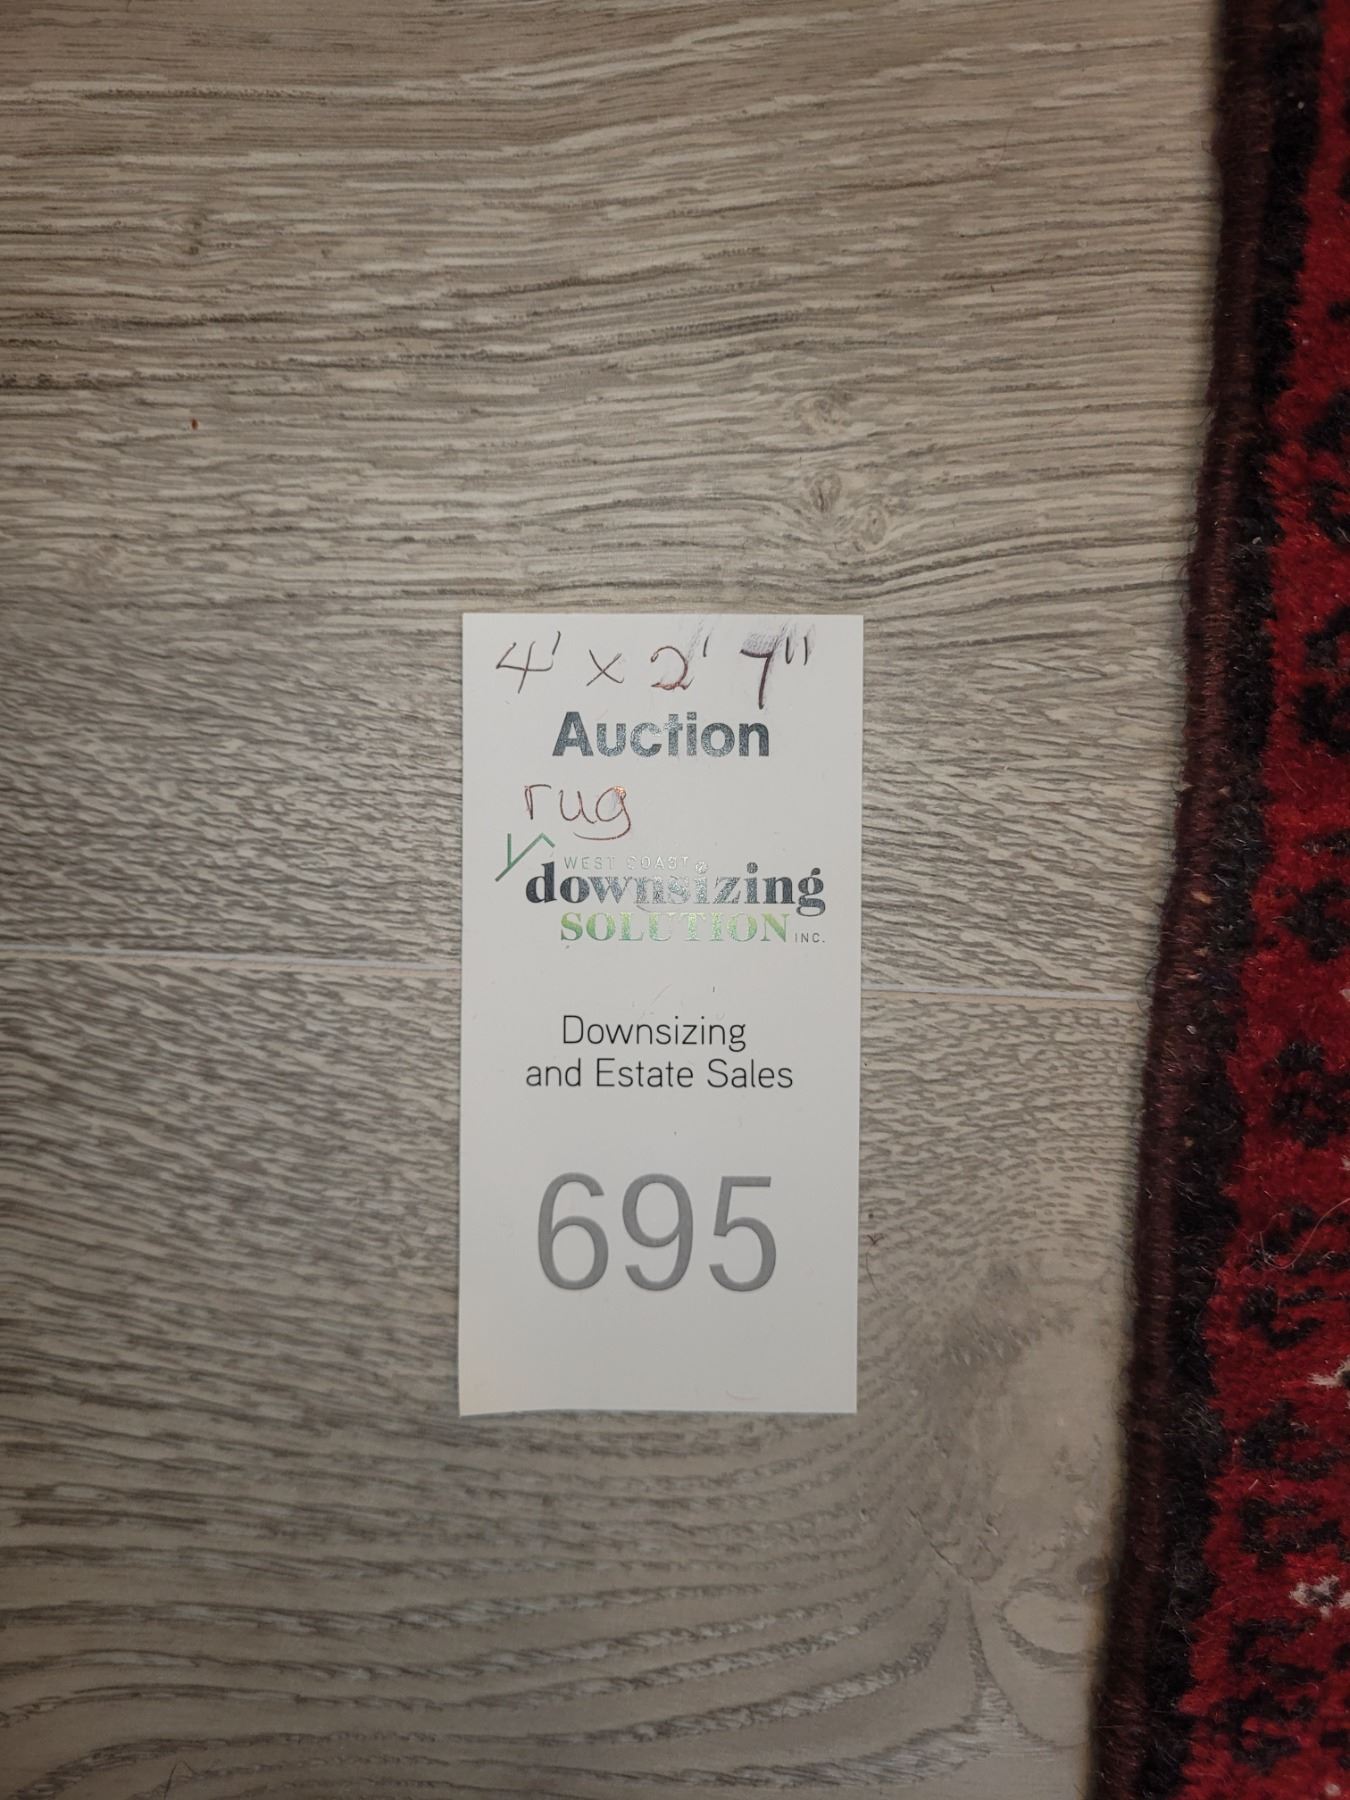 4' x 2' 7"
Auction
rug
WEST COAST
downsizing
SOLUTION INC.
Downsizing
and Estate Sales
695